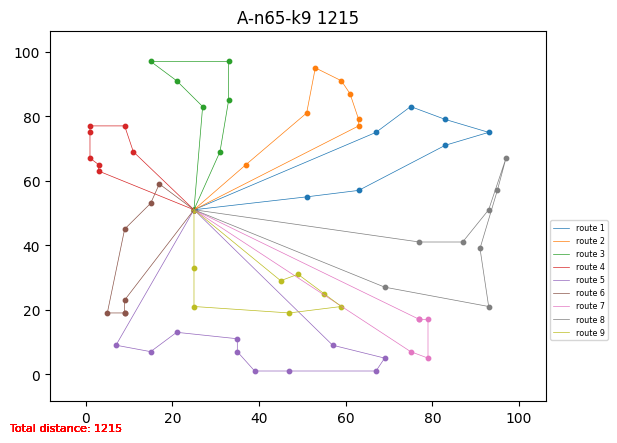 A-n65-k9 1215
100
80
60
40
20
0
0 20 40 60 80 100
route 1
route 2
route 3
route 4
route 5
route 6
route 7
route 8
route 9
Total distance: 1215